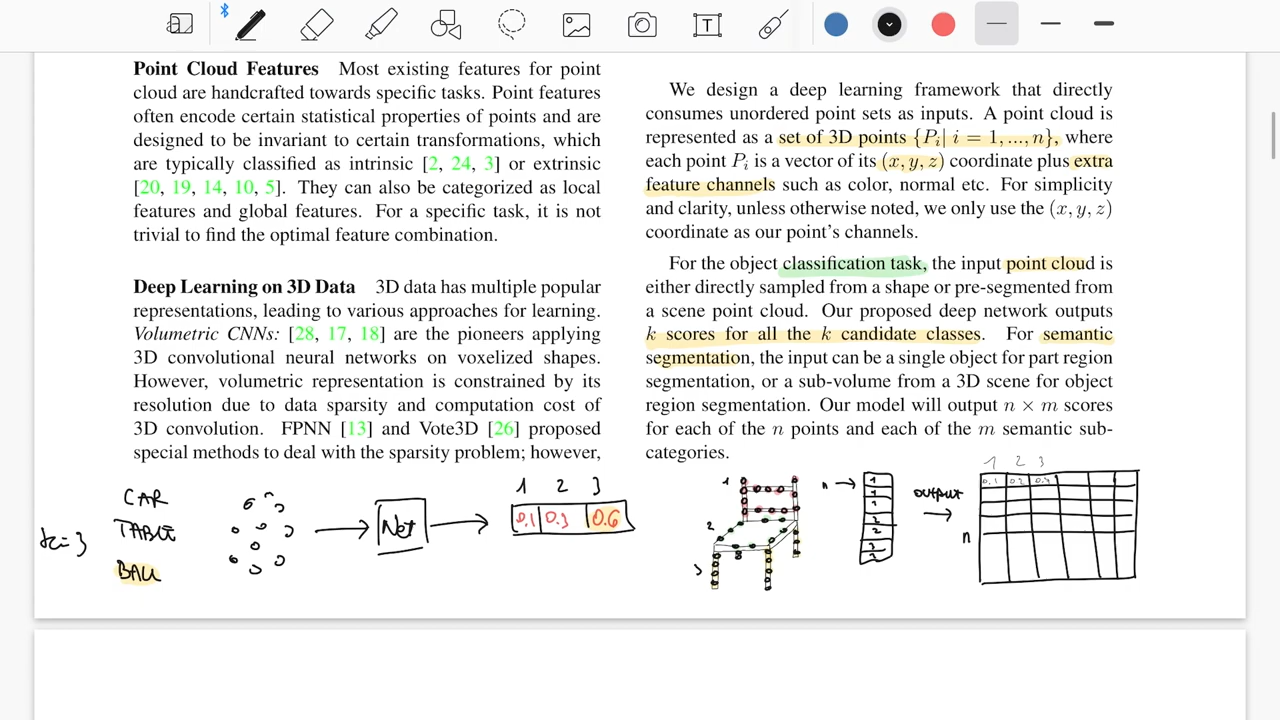 Point Cloud Features Most existing features for point
cloud are handcrafted towards specific tasks. Point features
often encode certain statistical properties of points and are
designed to be invariant to certain transformations, which
are typically classified as intrinsic [2, 24, 3] or extrinsic
[20, 19, 14, 10, 5]. They can also be categorized as local
features and global features. For a specific task, it is not
trivial to find the optimal feature combination.
Deep Learning on 3D Data 3D data has multiple popular
representations, leading to various approaches for learning.
Volumetric CNNs: [28, 17, 18] are the pioneers applying
3D convolutional neural networks on voxelized shapes.
However, volumetric representation is constrained by its
resolution due to data sparsity and computation cost of
3D convolution. FPNN [13] and Vote3D [26] proposed
special methods to deal with the sparsity problem; however,
We design a deep learning framework that directly
consumes unordered point sets as inputs. A point cloud is
represented as a set of 3D points {Pi| i = 1, ..., n}, where
each point Pi is a vector of its (x, y, z) coordinate plus extra
feature channels such as color, normal etc. For simplicity
and clarity, unless otherwise noted, we only use the (x, y, z)
coordinate as our point's channels.
For the object classification task, the input point cloud is
either directly sampled from a shape or pre-segmented from
a scene point cloud. Our proposed deep network outputs
k scores for all the k candidate classes. For semantic
segmentation, the input can be a single object for part region
segmentation, or a sub-volume from a 3D scene for object
region segmentation. Our model will output n × m scores
for each of the n points and each of the m semantic sub-
categories.
k=3
CAR
TABLE
BALL
Net
1 2 3
0.1 0.3 0.6
1
2
3
n
1
1
1
2
2
3
OUTPUT
1 2 3
0.1
n